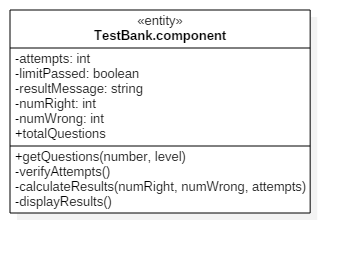 «entity»
TestBank.component
-attempts: int
-limitPassed: boolean
-resultMessage: string
-numRight: int
-numWrong: int
+totalQuestions
+getQuestions(number, level)
-verifyAttempts()
-calculateResults(numRight, numWrong, attempts)
-displayResults()